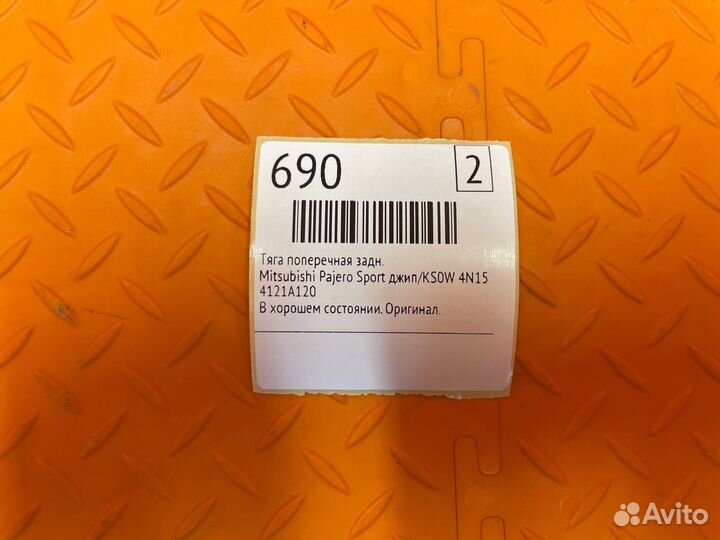 690
2
Тяга поперечная задн.
Mitsubishi Pajero Sport джип/KS0W 4N15
4121A120
В хорошем состоянии. Оригинал.
Avito